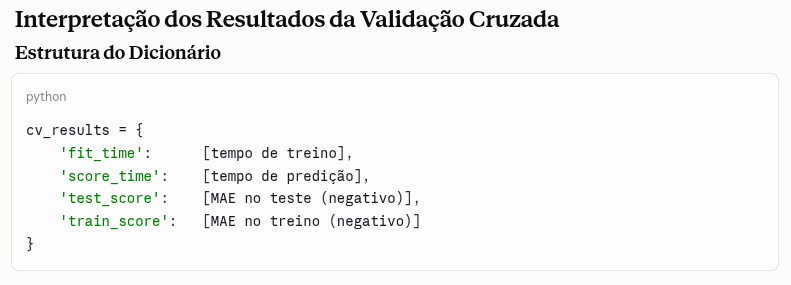 Interpretação dos Resultados da Validação Cruzada
Estrutura do Dicionário
python
cv_results = {
    'fit_time':      [tempo de treino],
    'score_time':    [tempo de predição],
    'test_score':    [MAE no teste (negativo)],
    'train_score':   [MAE no treino (negativo)]
}